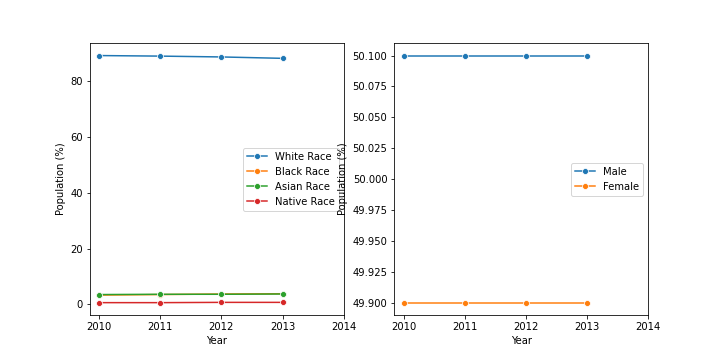 80
60
40
20
0
2010 2011 2012 2013 2014
Year
Population (%)
White Race
Black Race
Asian Race
Native Race
50.100
50.075
50.050
50.025
50.000
49.975
49.950
49.925
49.900
2010 2011 2012 2013 2014
Year
Population (%)
Male
Female